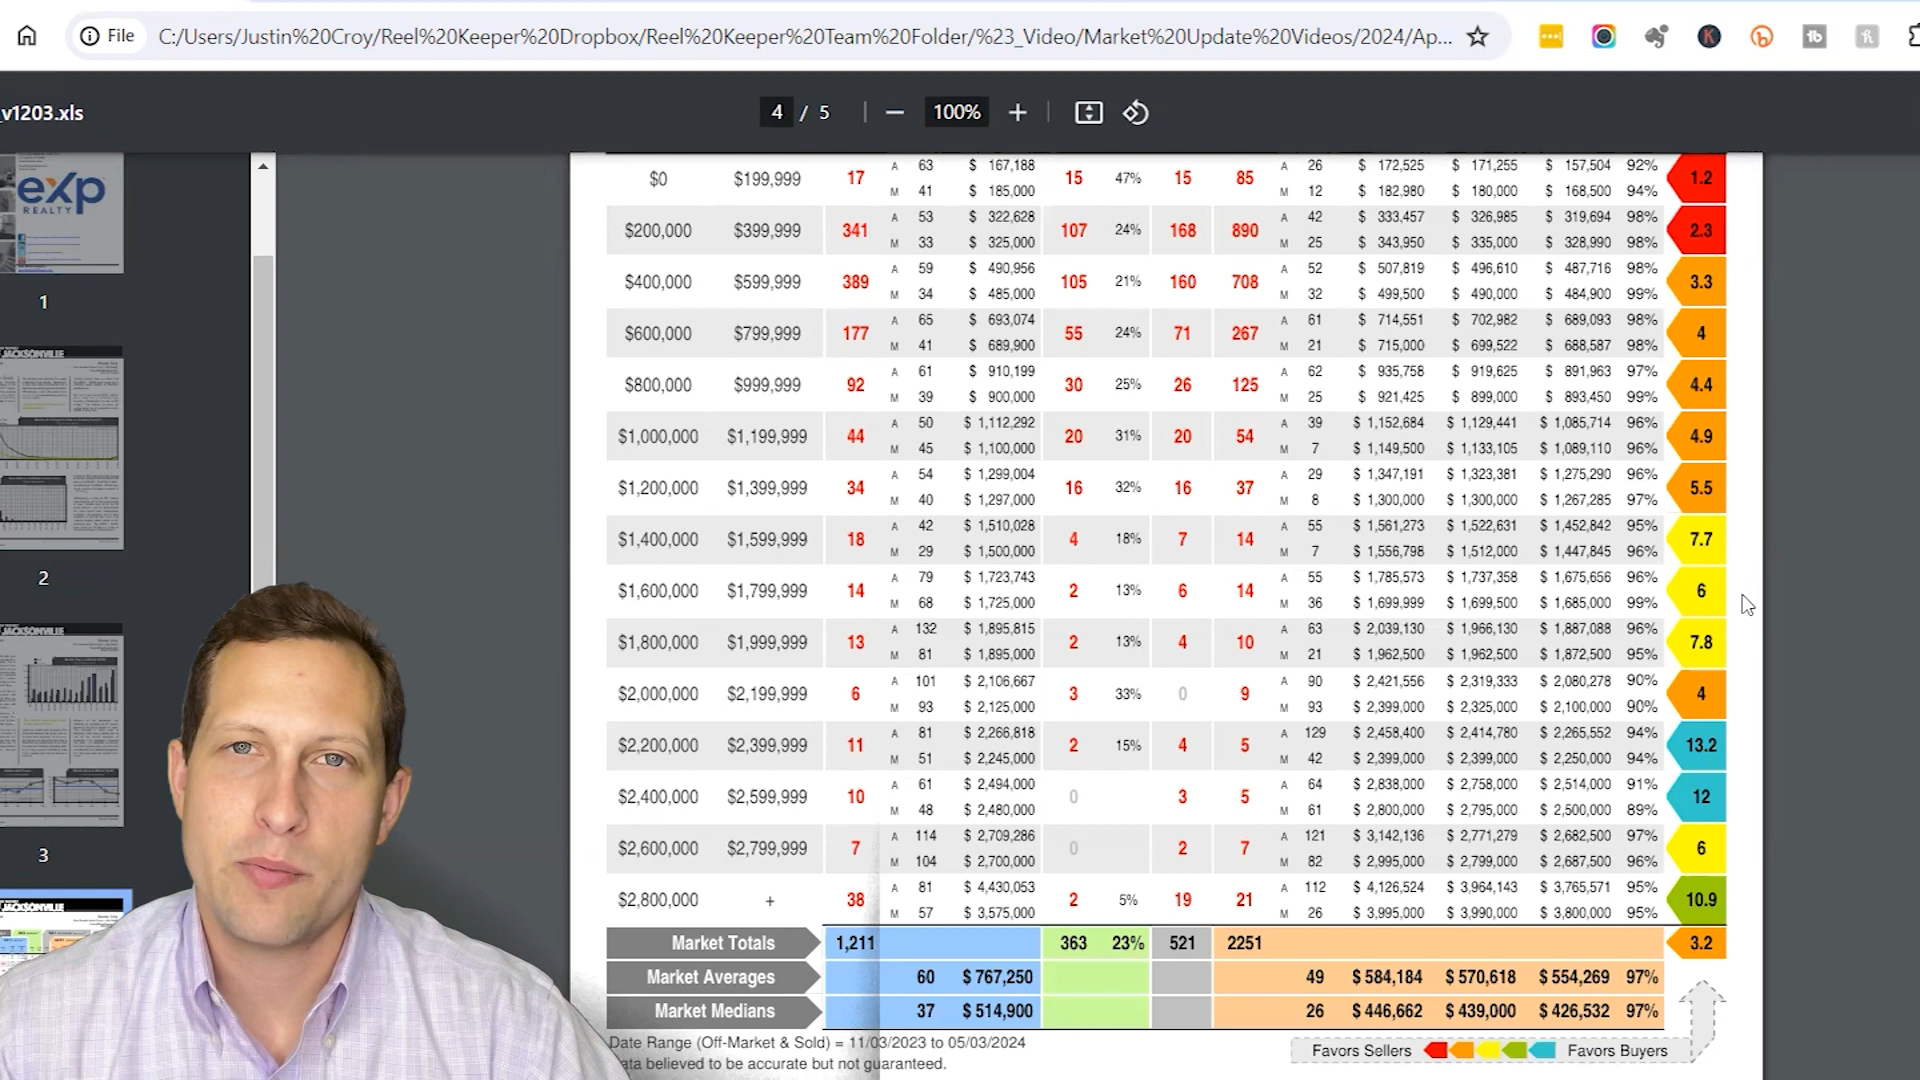 File C:/Users/Justin%20Croy/Reel%20Keeper%20Dropbox/Reel%20Keeper%20Team%20Folder/%23_Video/Market%20Update%20Videos/2024/Ap...
_v1203.xls
4 / 5 100%
exp
REALTY
1
JACKSONVILLE
2
JACKSONVILLE
3
JACKSONVILLE
A 63 $ 167,188 A 26 $ 172,525 $ 171,255 $ 157,504 92%
$0 $199,999 17 15 47% 15 85 1.2
M 41 $ 185,000 M 12 $ 182,980 $ 180,000 $ 168,500 94%
A 53 $ 322,628 A 42 $ 333,457 $ 326,985 $ 319,694 98%
$200,000 $399,999 341 107 24% 168 890 2.3
M 33 $ 325,000 M 25 $ 343,950 $ 335,000 $ 328,990 98%
A 59 $ 490,956 A 52 $ 507,819 $ 496,610 $ 487,716 98%
$400,000 $599,999 389 105 21% 160 708 3.3
M 34 $ 485,000 M 32 $ 499,500 $ 490,000 $ 484,900 99%
A 65 $ 693,074 A 61 $ 714,551 $ 702,982 $ 689,093 98%
$600,000 $799,999 177 55 24% 71 267 4
M 41 $ 689,900 M 21 $ 715,000 $ 699,522 $ 688,587 98%
A 61 $ 910,199 A 62 $ 935,758 $ 919,625 $ 891,963 97%
$800,000 $999,999 92 30 25% 26 125 4.4
M 39 $ 900,000 M 25 $ 921,425 $ 899,000 $ 893,450 99%
A 50 $ 1,112,292 A 39 $ 1,152,684 $ 1,129,441 $ 1,085,714 96%
$1,000,000 $1,199,999 44 20 31% 20 54 4.9
M 45 $ 1,100,000 M 7 $ 1,149,500 $ 1,133,105 $ 1,089,110 96%
A 54 $ 1,299,004 A 29 $ 1,347,191 $ 1,323,381 $ 1,275,290 96%
$1,200,000 $1,399,999 34 16 32% 16 37 5.5
M 40 $ 1,297,000 M 8 $ 1,300,000 $ 1,300,000 $ 1,267,285 97%
A 42 $ 1,510,028 A 55 $ 1,561,273 $ 1,522,631 $ 1,452,842 95%
$1,400,000 $1,599,999 18 4 18% 7 14 7.7
M 29 $ 1,500,000 M 7 $ 1,556,798 $ 1,512,000 $ 1,447,845 96%
A 79 $ 1,723,743 A 55 $ 1,785,573 $ 1,737,358 $ 1,675,656 96%
$1,600,000 $1,799,999 14 2 13% 6 14 6
M 68 $ 1,725,000 M 36 $ 1,699,999 $ 1,699,500 $ 1,685,000 99%
A 132 $ 1,895,815 A 63 $ 2,039,130 $ 1,966,130 $ 1,887,088 96%
$1,800,000 $1,999,999 13 2 13% 4 10 7.8
M 81 $ 1,895,000 M 21 $ 1,962,500 $ 1,962,500 $ 1,872,500 95%
A 101 $ 2,106,667 A 90 $ 2,421,556 $ 2,319,333 $ 2,080,278 90%
$2,000,000 $2,199,999 6 3 33% 0 9 4
M 93 $ 2,125,000 M 93 $ 2,399,000 $ 2,325,000 $ 2,100,000 90%
A 81 $ 2,266,818 A 129 $ 2,458,400 $ 2,414,780 $ 2,265,552 94%
$2,200,000 $2,399,999 11 2 15% 4 5 13.2
M 51 $ 2,245,000 M 42 $ 2,399,000 $ 2,399,000 $ 2,250,000 94%
A 61 $ 2,494,000 A 64 $ 2,838,000 $ 2,758,000 $ 2,514,000 91%
$2,400,000 $2,599,999 10 0 3 5 12
M 48 $ 2,480,000 M 61 $ 2,800,000 $ 2,795,000 $ 2,500,000 89%
A 114 $ 2,709,286 A 121 $ 3,142,136 $ 2,771,279 $ 2,682,500 97%
$2,600,000 $2,799,999 7 0 2 7 6
M 104 $ 2,700,000 M 82 $ 2,995,000 $ 2,799,000 $ 2,687,500 96%
A 81 $ 4,430,053 A 112 $ 4,126,524 $ 3,964,143 $ 3,765,571 95%
$2,800,000 + 38 2 5% 19 21 10.9
M 57 $ 3,575,000 M 26 $ 3,995,000 $ 3,990,000 $ 3,800,000 95%
Market Totals 1,211 363 23% 521 2251 3.2
Market Averages 60 $ 767,250 49 $ 584,184 $ 570,618 $ 554,269 97%
Market Medians 37 $ 514,900 26 $ 446,662 $ 439,000 $ 426,532 97%
Date Range (Off-Market & Sold) = 11/03/2023 to 05/03/2024
ata believed to be accurate but not guaranteed.
Favors Sellers Favors Buyers